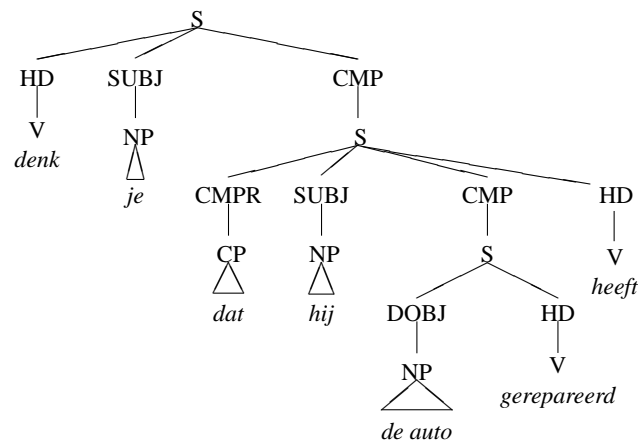 S
HD SUBJ CMP
V NP S
denk je
CMPR SUBJ CMP HD
CP NP S V
dat hij heeft
DOBJ HD
NP V
de auto gerepareerd